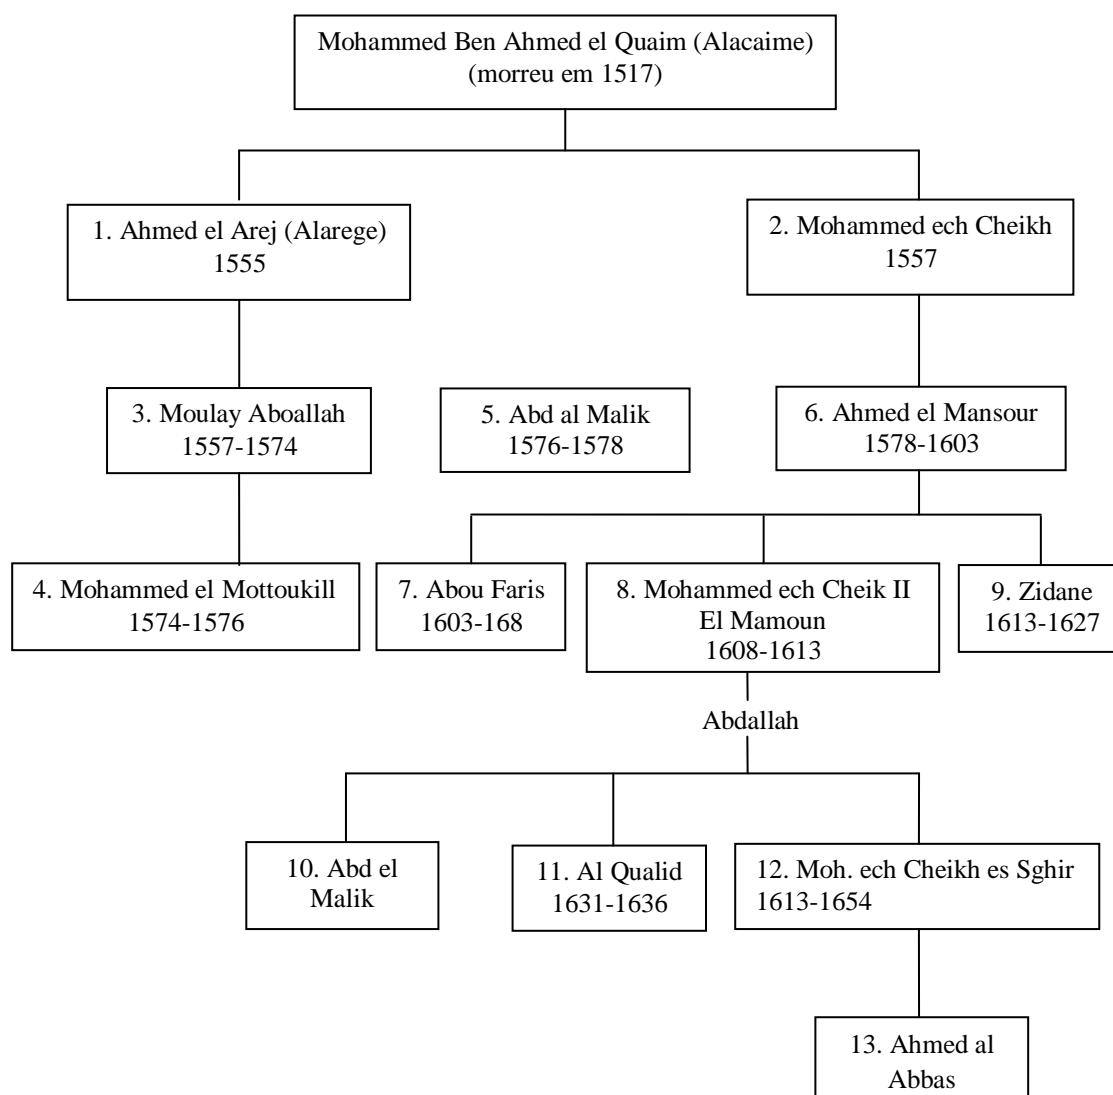 Mohammed Ben Ahmed el Quaim (Alacaime)
(morreu em 1517)
1. Ahmed el Arej (Alarege)
1555
2. Mohammed ech Cheikh
1557
3. Moulay Aboallah
1557-1574
5. Abd al Malik
1576-1578
6. Ahmed el Mansour
1578-1603
4. Mohammed el Mottoukill
1574-1576
7. Abou Faris
1603-168
8. Mohammed ech Cheik II
El Mamoun
1608-1613
9. Zidane
1613-1627
Abdallah
10. Abd el
Malik
11. Al Qualid
1631-1636
12. Moh. ech Cheikh es Sghir
1613-1654
13. Ahmed al
Abbas